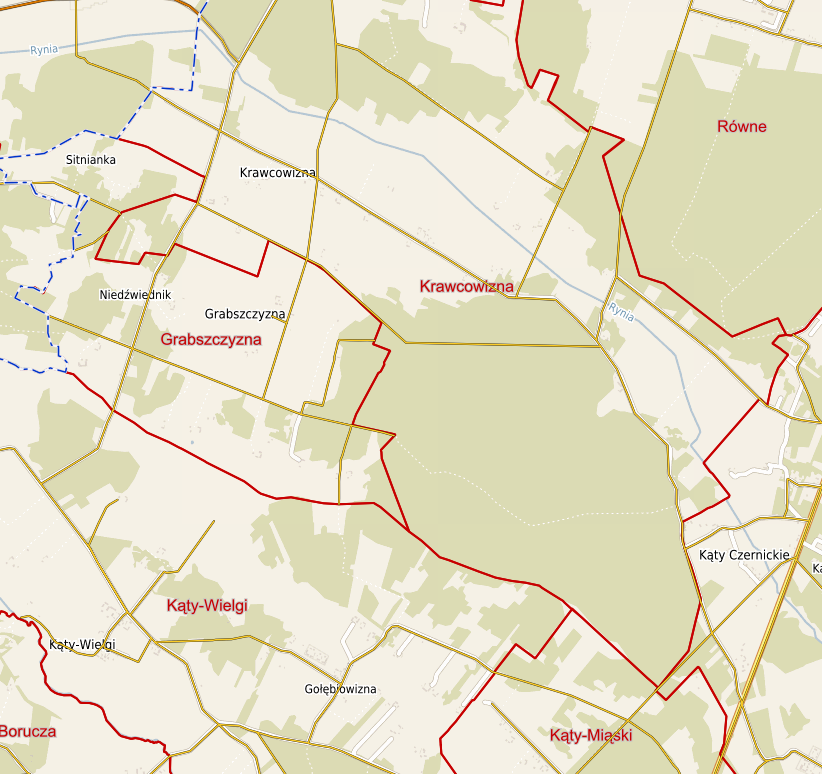 Rynia
Równe
Sitnianka
Krawcowizna
Krawcowizna
Niedźwiednik
Grabszczyzna
Rynia
Grabszczyzna
Kąty Czernickie
Kąty-Wielgi
Kąty-Wielgi
Gołębiowizna
Borucza
Kąty-Miąski